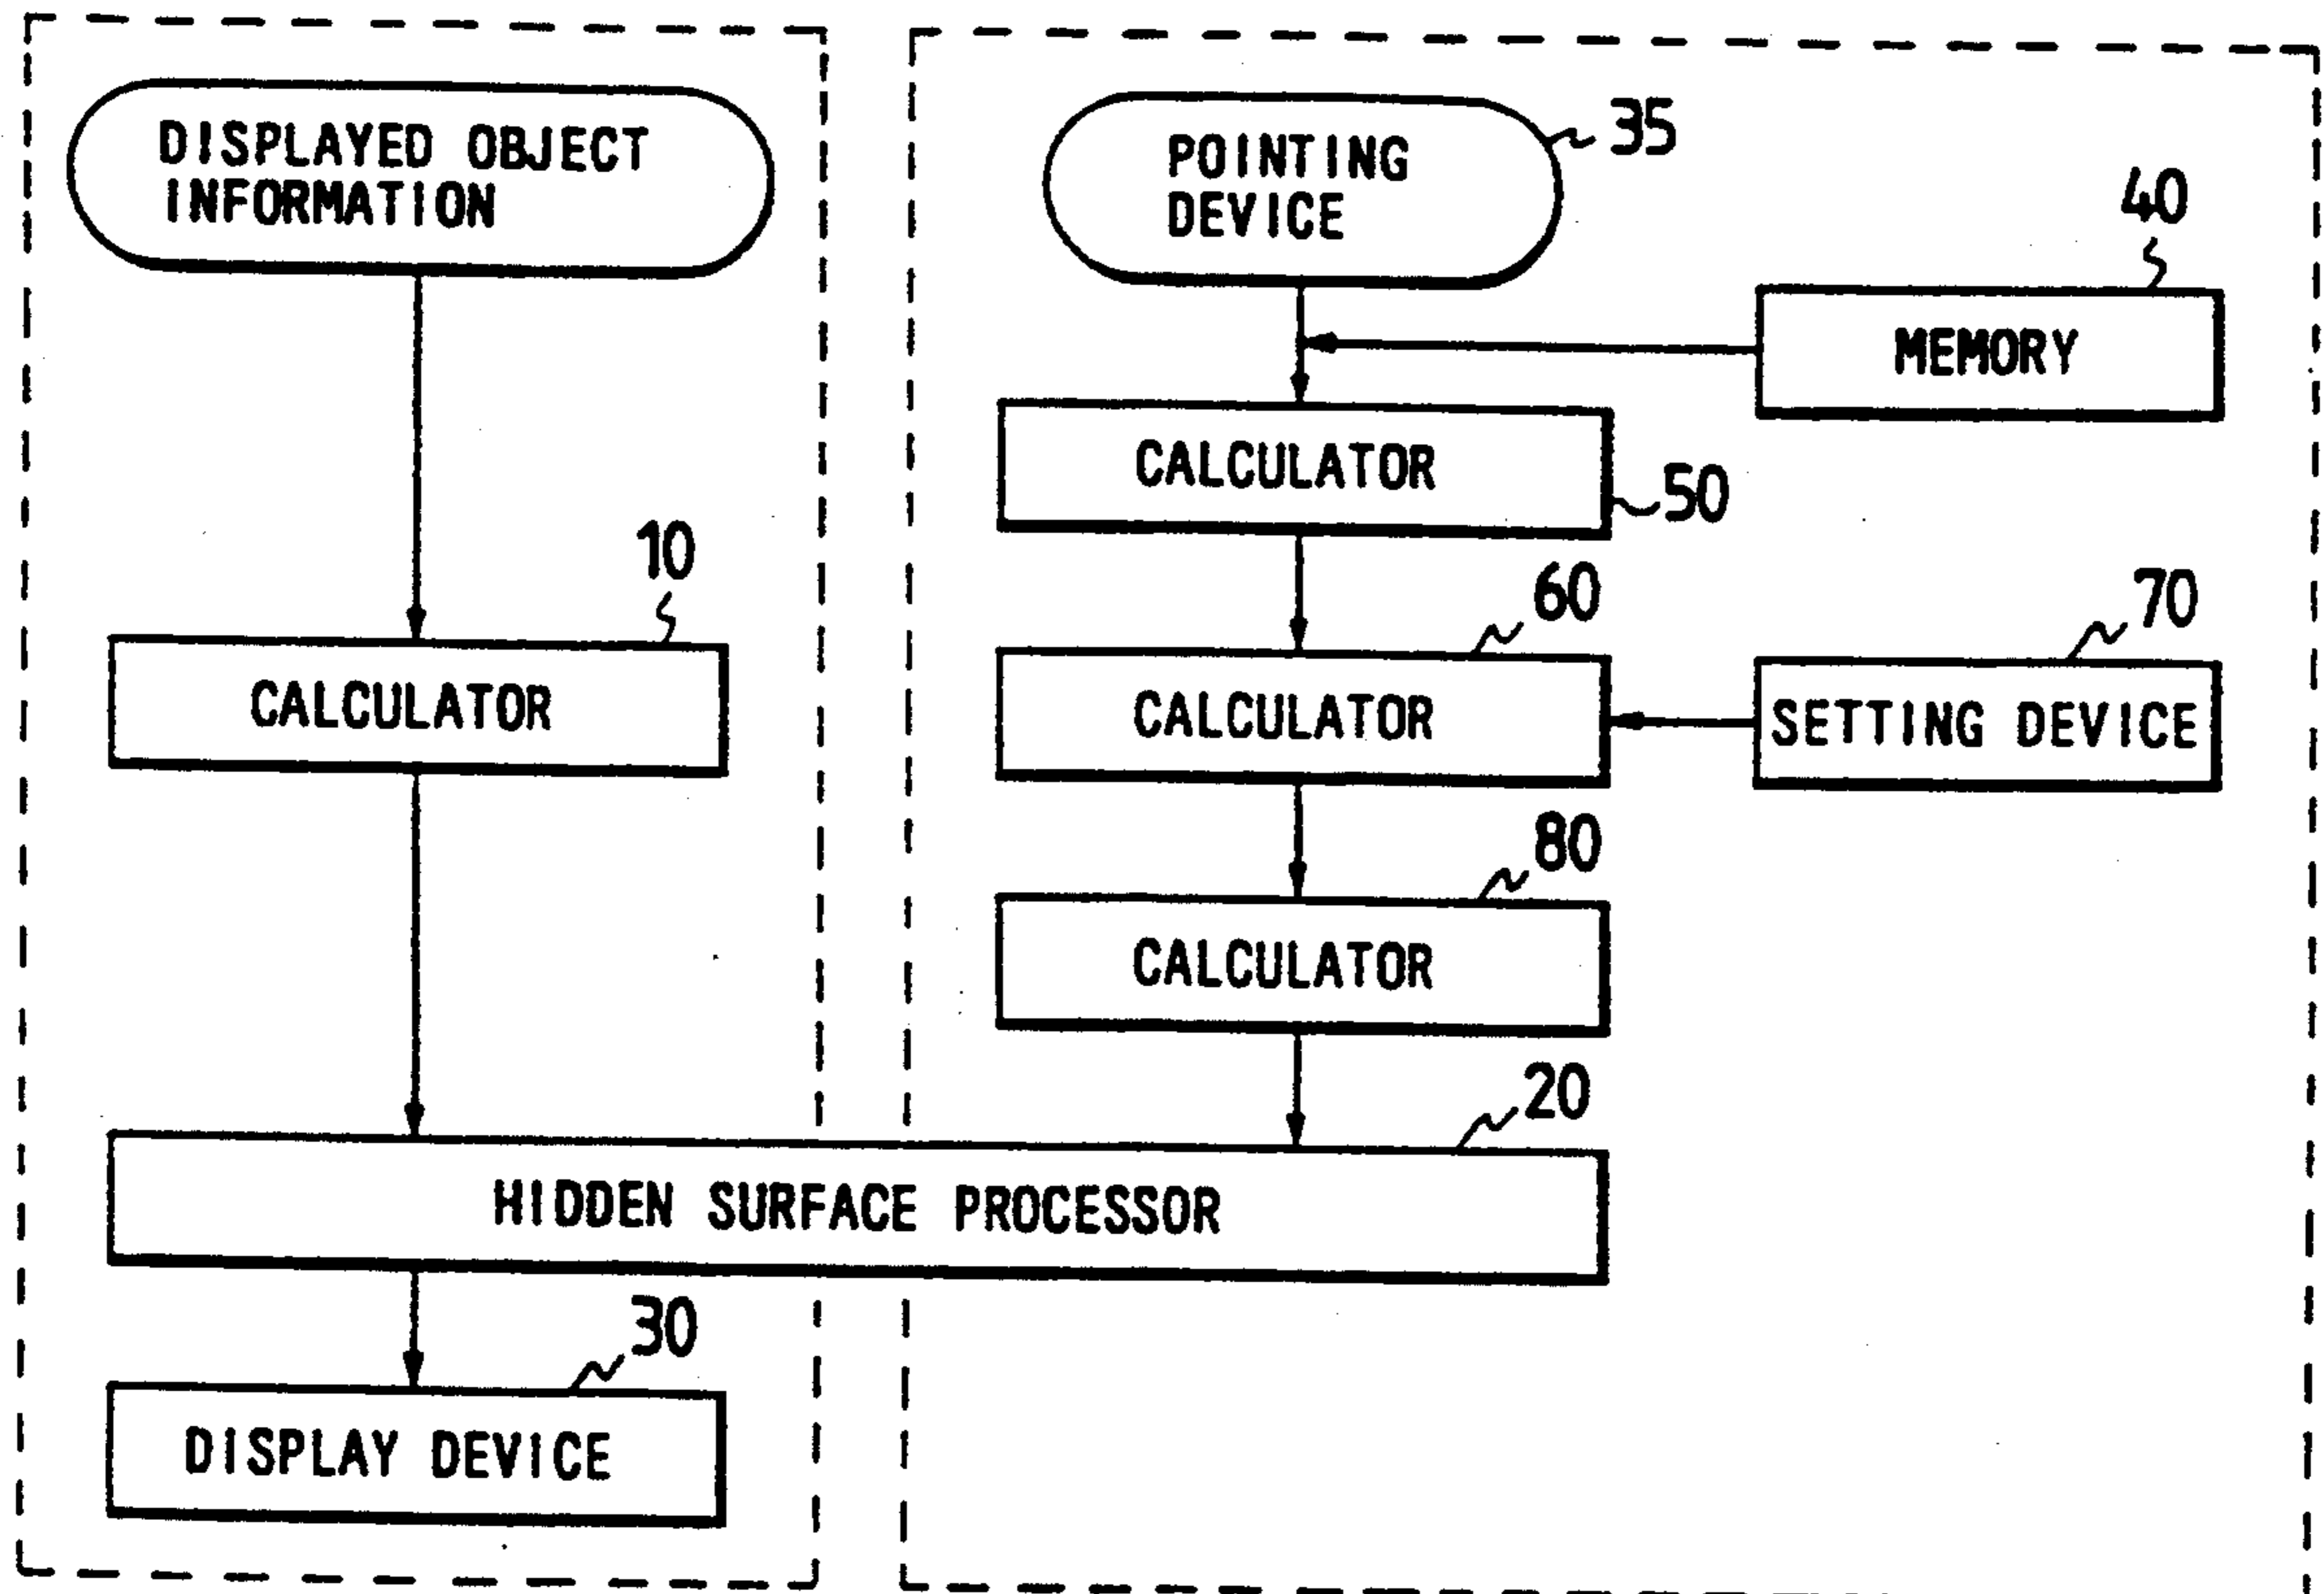 DISPLAYED OBJECT
INFORMATION
POINTING
DEVICE
35
40
MEMORY
CALCULATOR
50
10
CALCULATOR
60
CALCULATOR
70
SETTING DEVICE
80
CALCULATOR
20
HIDDEN SURFACE PROCESSOR
30
DISPLAY DEVICE